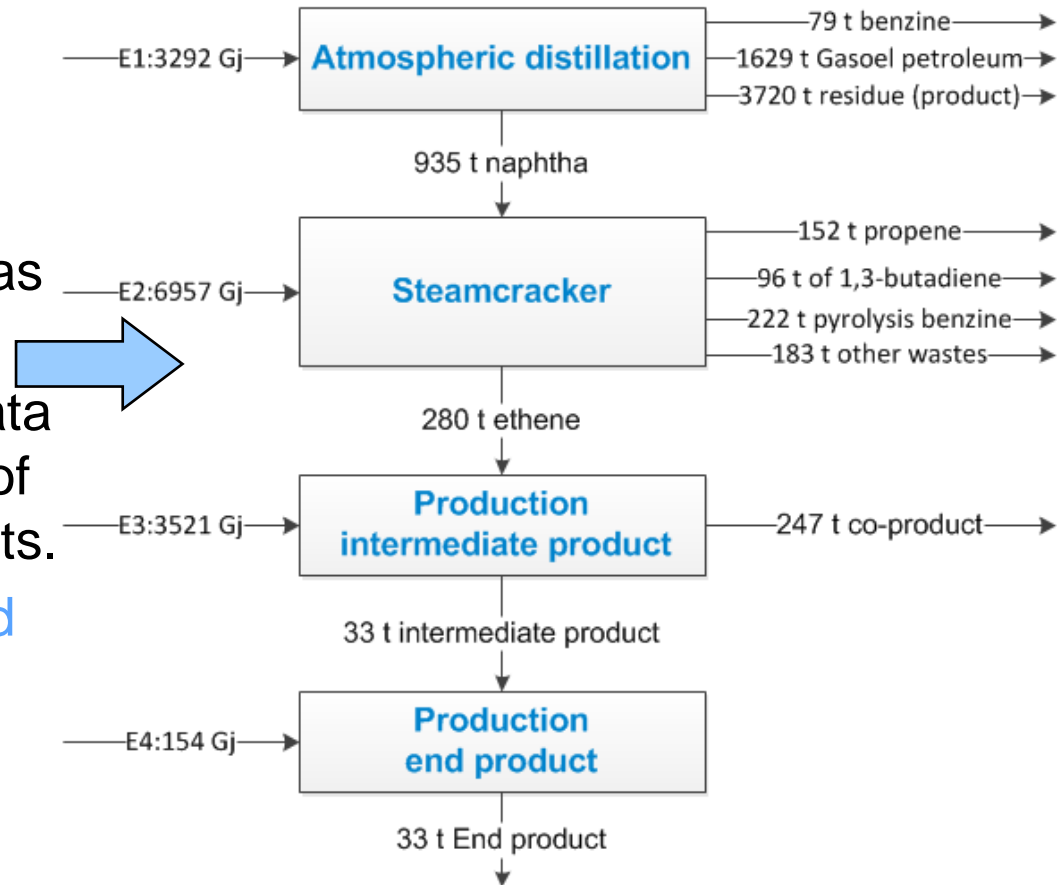 as
ata
of
ts.
d
E1:3292 Gj
Atmospheric distillation
79 t benzine
1629 t Gasoel petroleum
3720 t residue (product)
935 t naphtha
E2:6957 Gj
Steamcracker
152 t propene
96 t of 1,3-butadiene
222 t pyrolysis benzine
183 t other wastes
280 t ethene
E3:3521 Gj
Production
intermediate product
247 t co-product
33 t intermediate product
E4:154 Gj
Production
end product
33 t End product